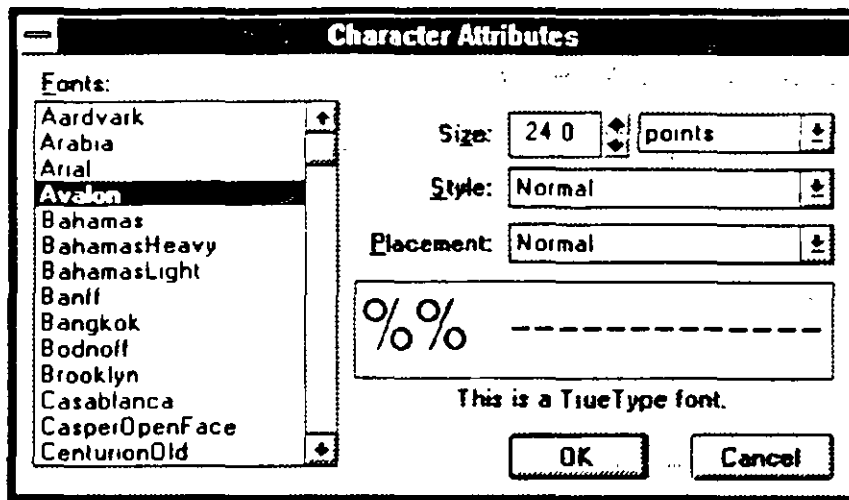 Character Attributes
Fonts:
Aardvark
Arabia
Arial
Avalon
Bahamas
BahamasHeavy
BahamasLight
Banff
Bangkok
Bodnoff
Brooklyn
Casablanca
CasperOpenFace
CenturionOld
Size: 24.0 points
Style: Normal
Placement: Normal
%% ------------
This is a TrueType font.
OK Cancel